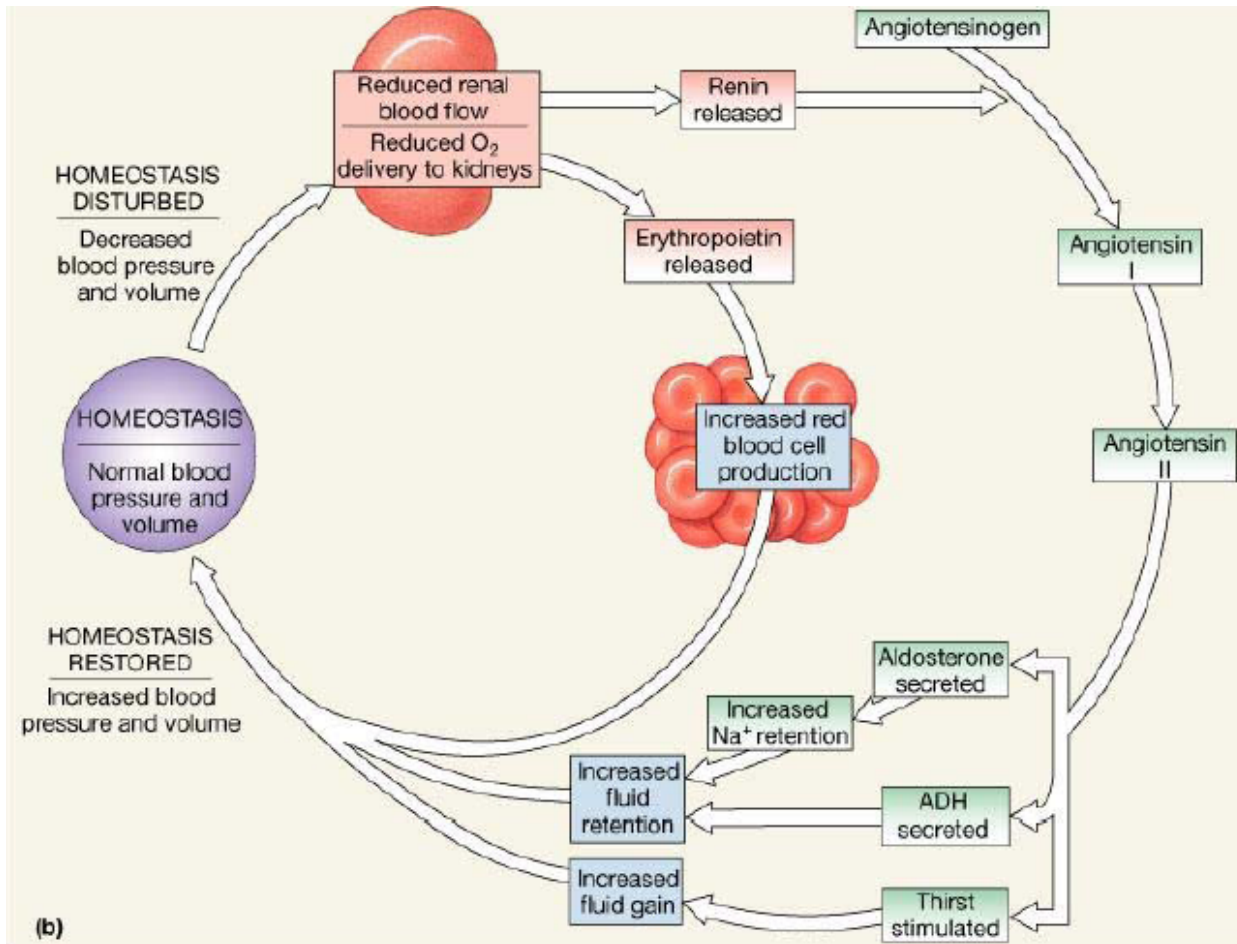 Angiotensinogen
Reduced renal
blood flow
Reduced O₂
delivery to kidneys
Renin
released
HOMEOSTASIS
DISTURBED
Decreased
blood pressure
and volume
Erythropoietin
released
Angiotensin
I
HOMEOSTASIS
Normal blood
pressure and
volume
Increased red
blood cell
production
Angiotensin
II
HOMEOSTASIS
RESTORED
Increased blood
pressure and volume
Aldosterone
secreted
Increased
Na⁺ retention
Increased
fluid
retention
ADH
secreted
Increased
fluid gain
Thirst
stimulated
(b)